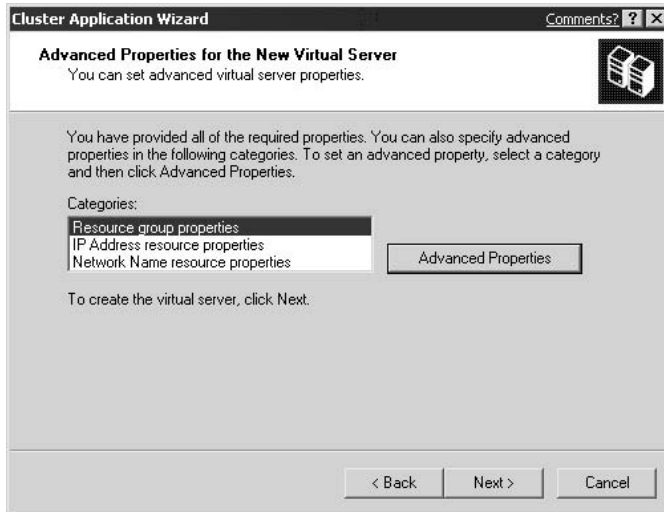 Cluster Application Wizard
Comments? ? X
Advanced Properties for the New Virtual Server
You can set advanced virtual server properties.
You have provided all of the required properties. You can also specify advanced
properties in the following categories. To set an advanced property, select a category
and then click Advanced Properties.
Categories:
Resource group properties
IP Address resource properties
Network Name resource properties
Advanced Properties
To create the virtual server, click Next.
< Back
Next >
Cancel